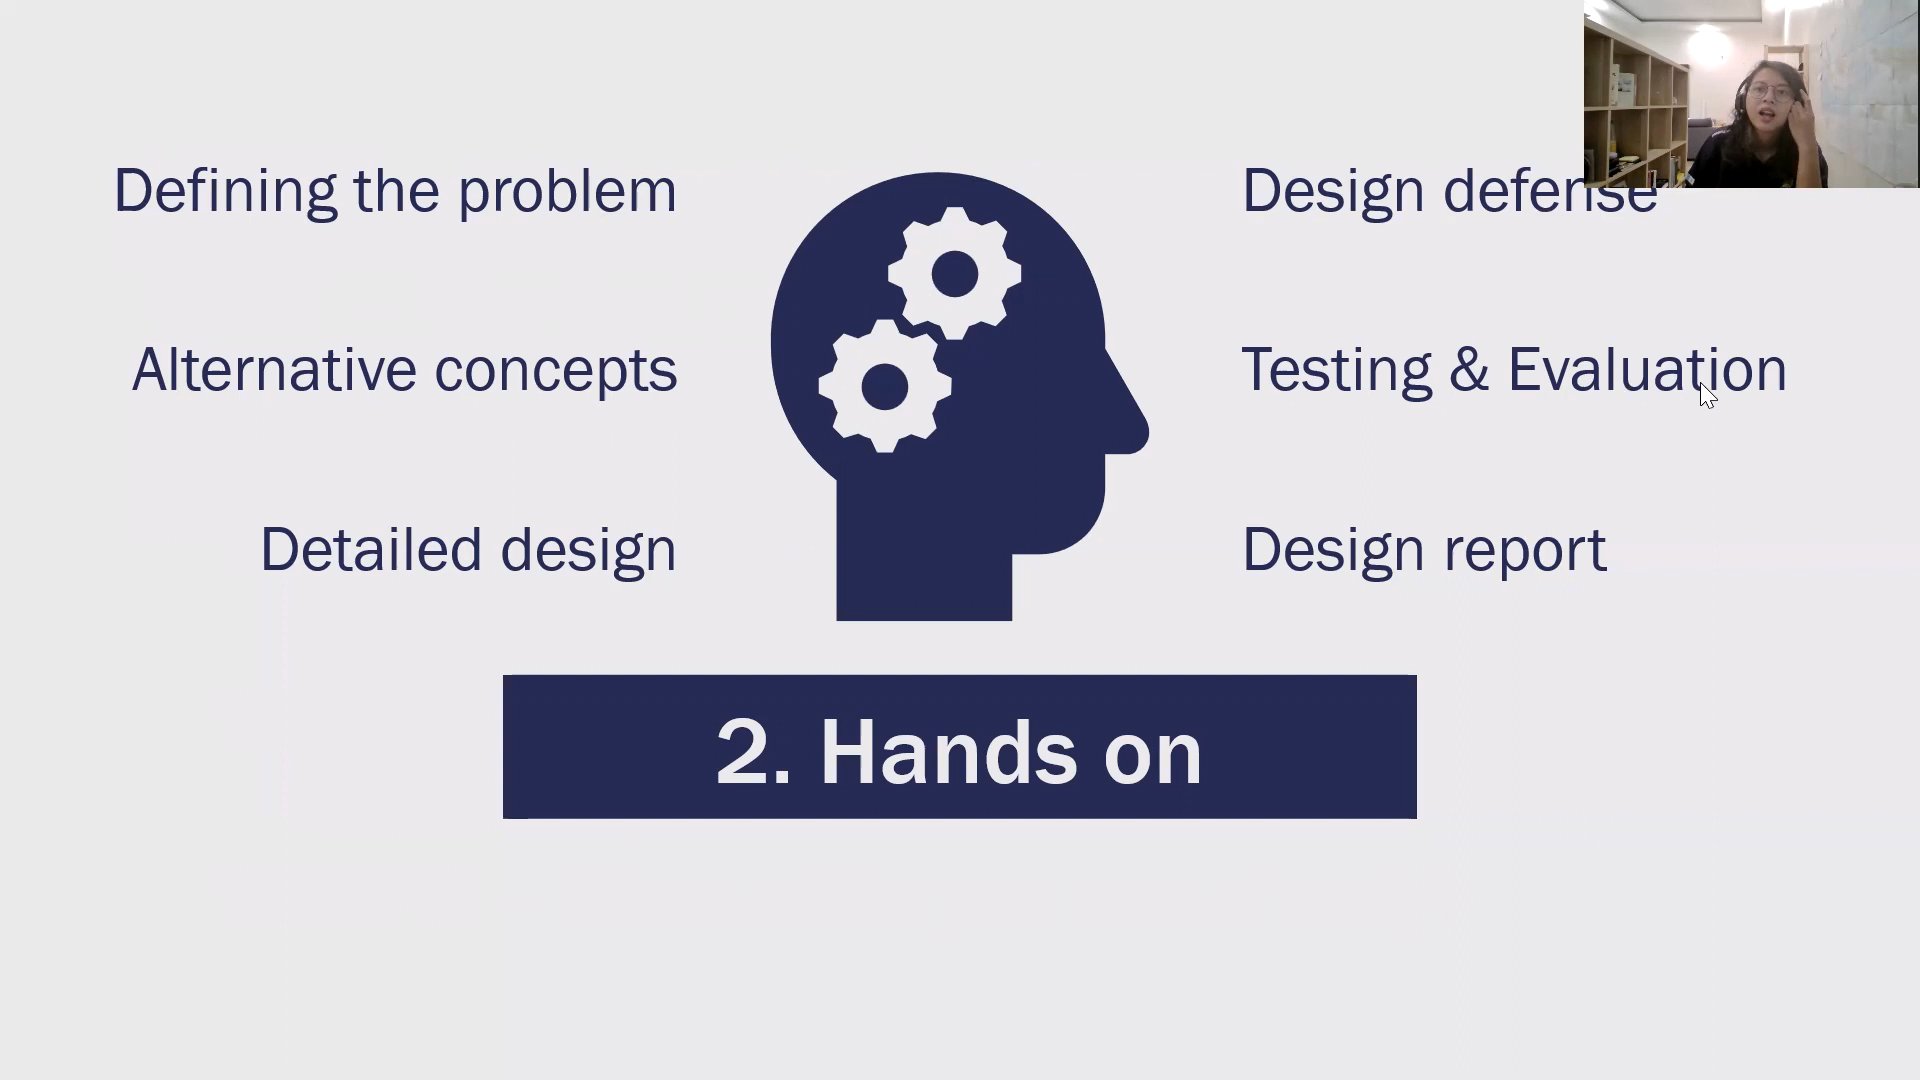 Defining the problem
Alternative concepts
Detailed design
Design defense
Testing & Evaluation
Design report
2. Hands on